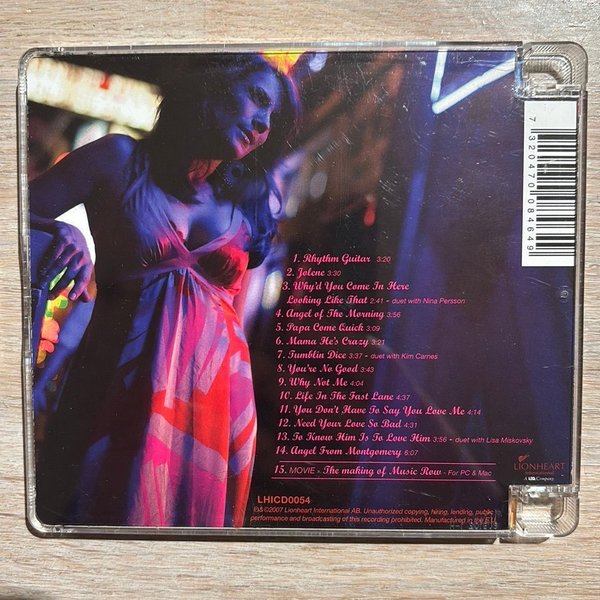 1. Rhythm Guitar 3:20
2. Jolene 3:30
3. Why'd You Come In Here
Looking Like That 2:41 - duet with Nina Persson
4. Angel of The Morning 3:56
5. Papa Come Quick 3:09
6. Mama He's Crazy 3:21
7. Tumblin Dice 3:37 - duet with Kim Carnes
8. You're No Good 3:43
9. Why Not Me 4:04
10. Life In The Fast Lane 4:37
11. You Don't Have To Say You Love Me 4:14
12. Need Your Love So Bad 4:31
13. To Know Him Is To Love Him 3:56 - duet with Lisa Miskovsky
14. Angel From Montgomery 6:07
15. MOVIE - The making of Music Row - For PC & Mac
LHICD0054
℗&©2007 Lionheart International AB. Unauthorized copying, hiring, lending, public
performance and broadcasting of this recording prohibited. Manufactured in the E.U.
7 320470 084649
LIONHEART
International
A Company